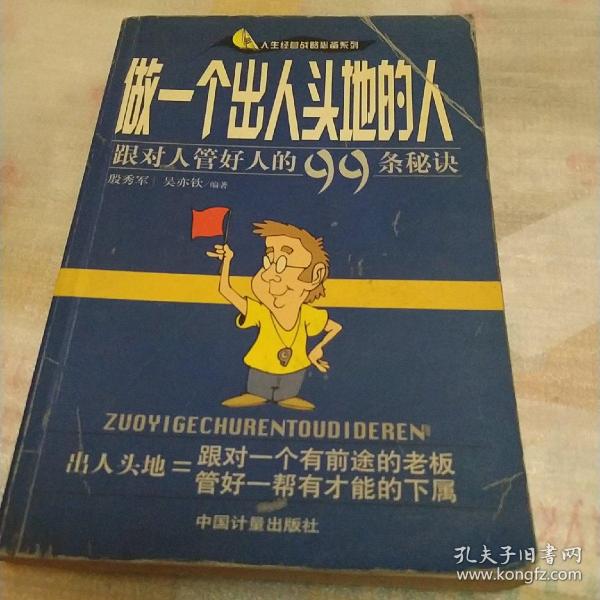 人生经营战略必备系列
做一个出人头地的人
跟对人管好人的99条秘诀
殷秀军 吴亦钦/编著
ZUOYIGECHURENTOUDIDEREN
出人头地=跟对一个有前途的老板
管好一帮有才能的下属
中国计量出版社
孔夫子旧书网
www.kongfz.com